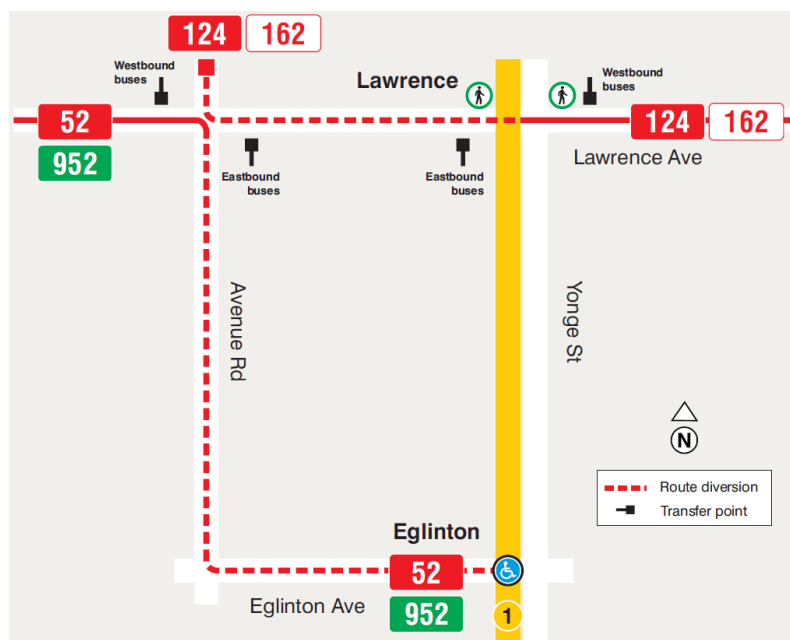 124 162
Westbound
buses
Lawrence
Westbound
buses
52
952
124 162
Lawrence Ave
Eastbound
buses
Eastbound
buses
Avenue Rd
Yonge St
N
Route diversion
Transfer point
Eglinton
52
952
Eglinton Ave
1